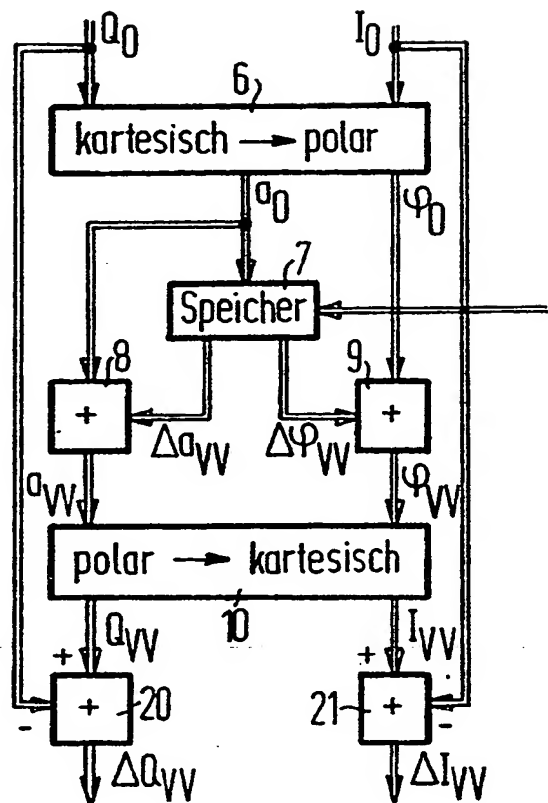 Q₀ I₀
6
kartesisch → polar
a₀ φ₀
7
Speicher
8 9
+ +
Δa_VV Δφ_VV
a_VV φ_VV
polar → kartesisch
10
Q_VV I_VV
+ +
+ 20 21 +
- -
ΔQ_VV ΔI_VV